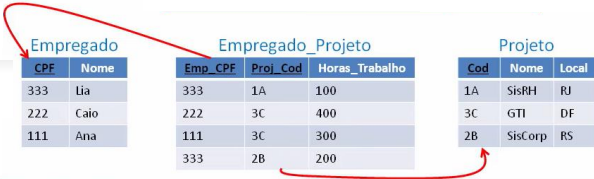 Empregado
CPF Nome
333 Lia
222 Caio
111 Ana
Empregado_Projeto
Emp_CPF Proj_Cod Horas_Trabalho
333 1A 100
222 3C 400
111 3C 300
333 2B 200
Projeto
Cod Nome Local
1A SisRH RJ
3C GTI DF
2B SisCorp RS